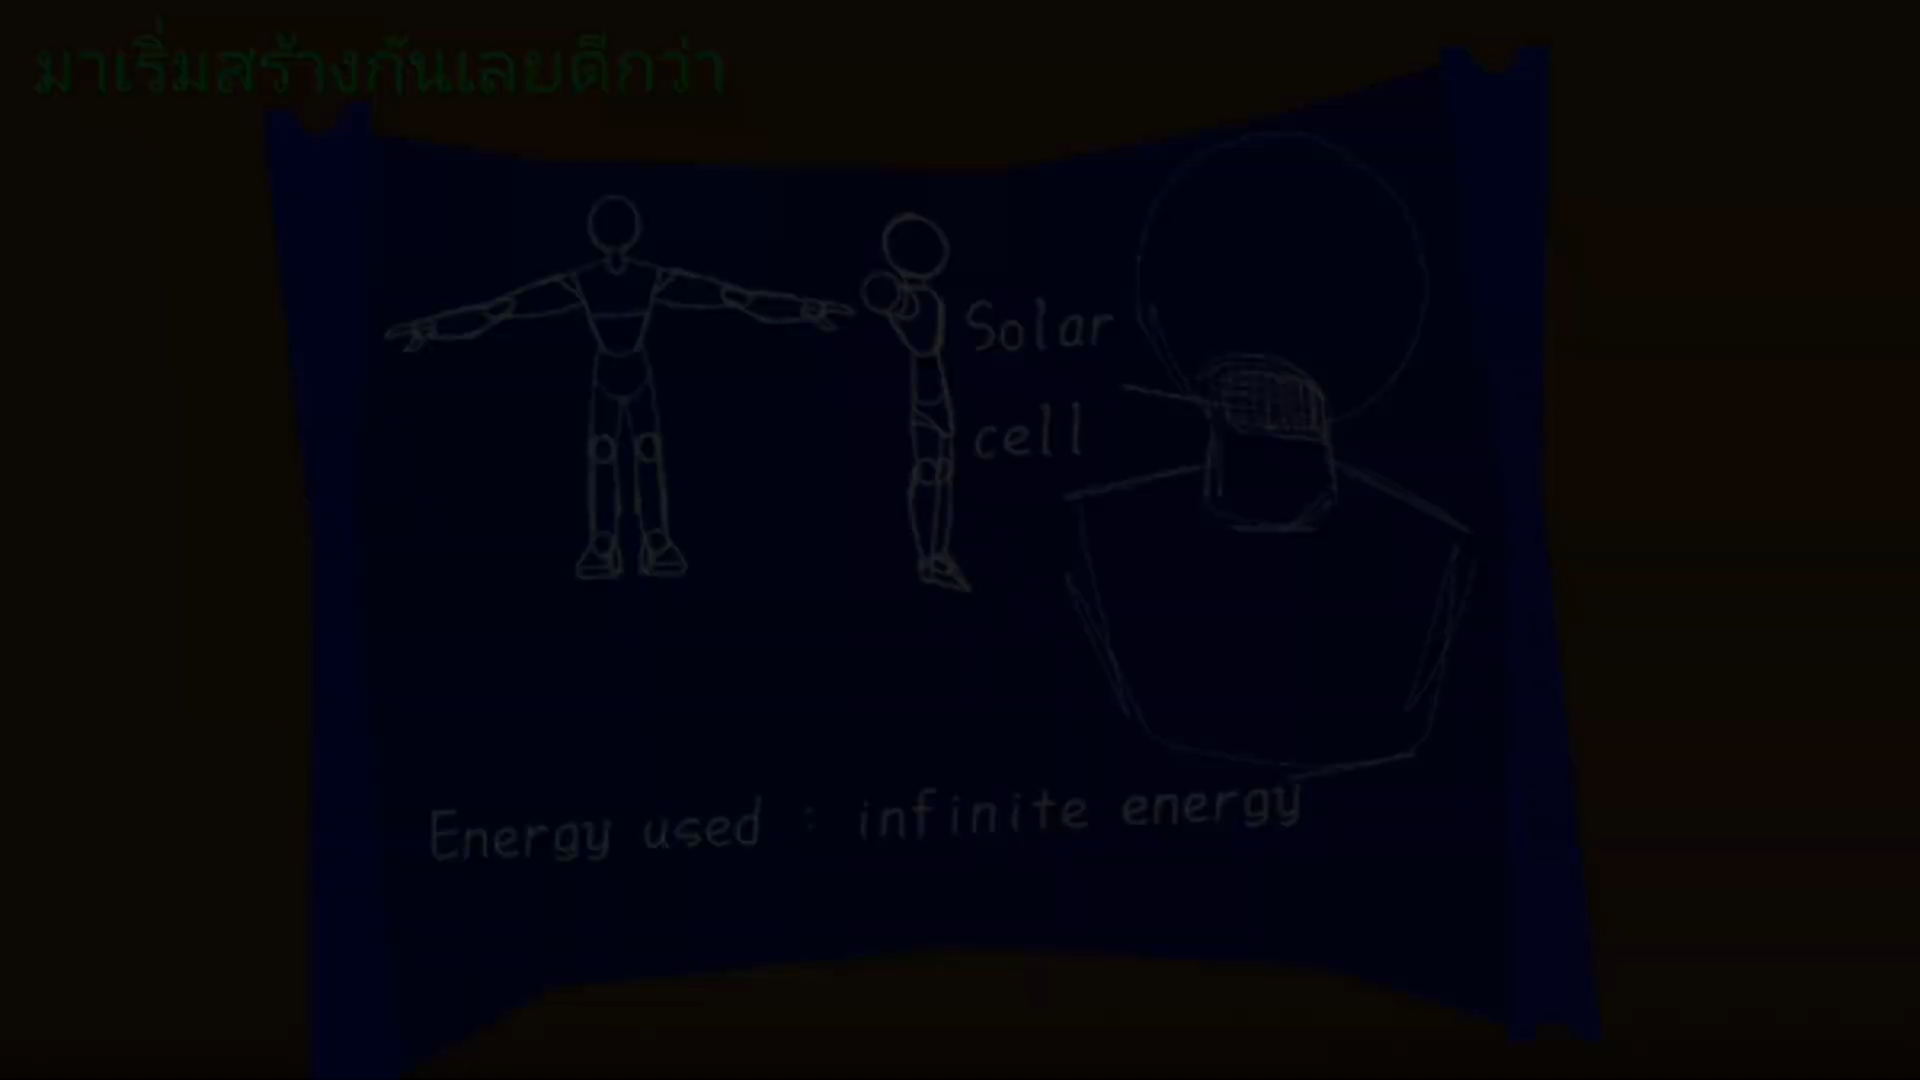 มาเริ่มสร้างกันเลยดีกว่า
Solar
cell
Energy used : infinite energy